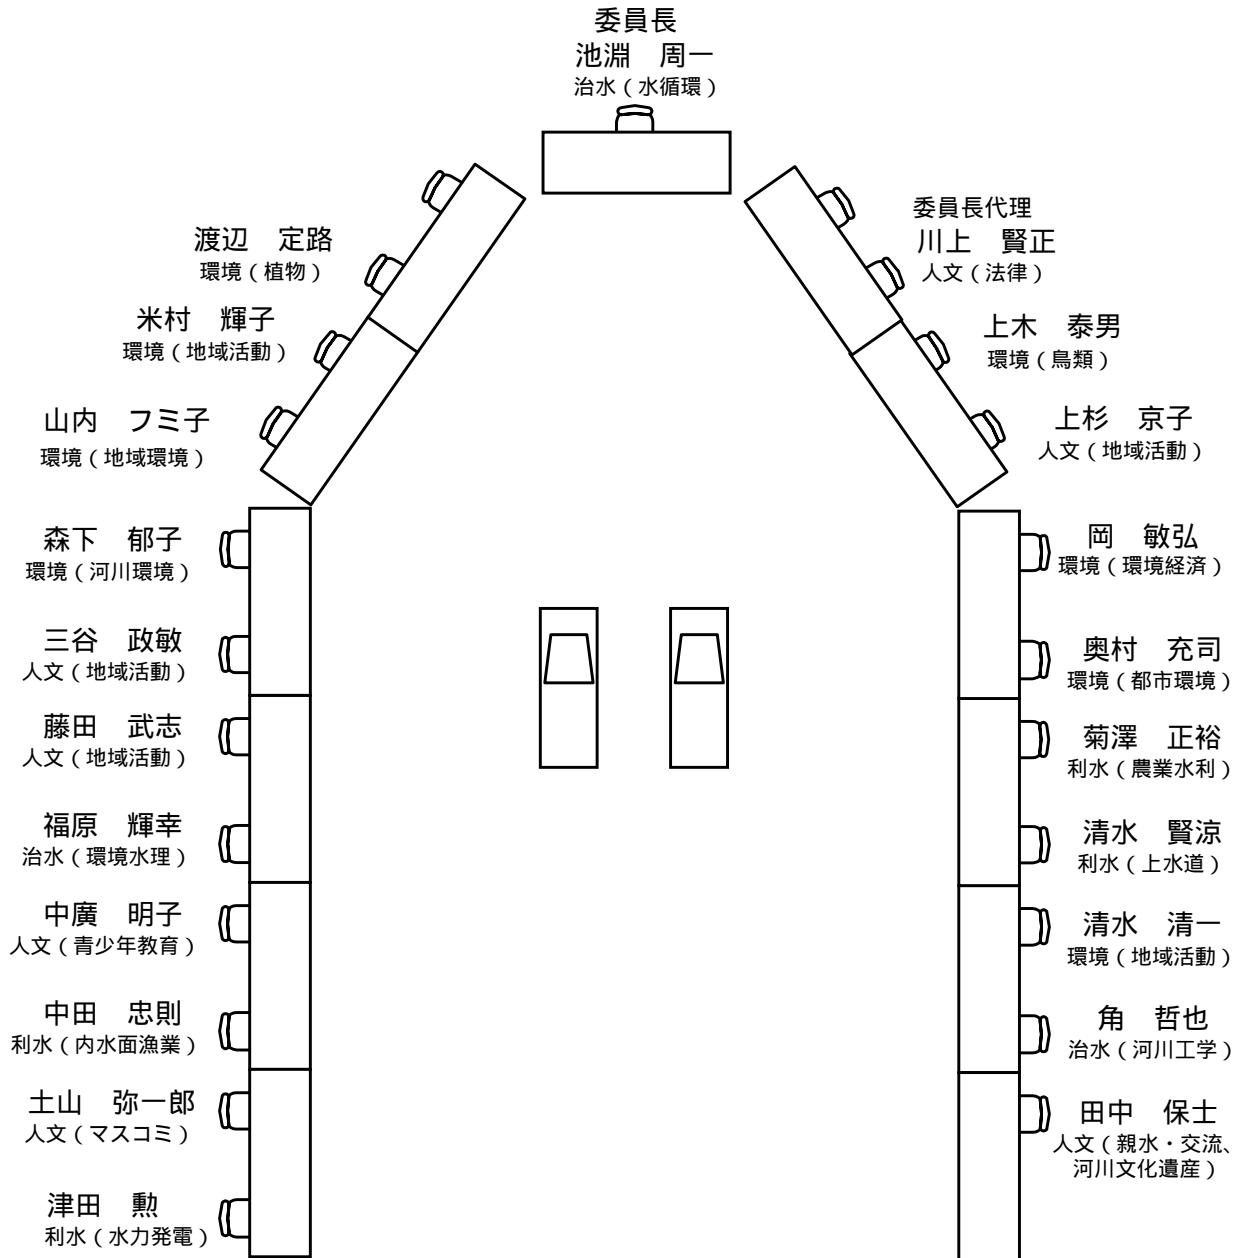 委員長
池淵　周一
治水（水循環）
渡辺　定路
環境（植物）
米村　輝子
環境（地域活動）
山内　フミ子
環境（地域環境）
森下　郁子
環境（河川環境）
三谷　政敏
人文（地域活動）
藤田　武志
人文（地域活動）
福原　輝幸
治水（環境水理）
中廣　明子
人文（青少年教育）
中田　忠則
利水（内水面漁業）
土山　弥一郎
人文（マスコミ）
津田　勲
利水（水力発電）
委員長代理
川上　賢正
人文（法律）
上木　泰男
環境（鳥類）
上杉　京子
人文（地域活動）
岡　敏弘
環境（環境経済）
奥村　充司
環境（都市環境）
菊澤　正裕
利水（農業水利）
清水　賢涼
利水（上水道）
清水　清一
環境（地域活動）
角　哲也
治水（河川工学）
田中　保士
人文（親水・交流、
河川文化遺産）